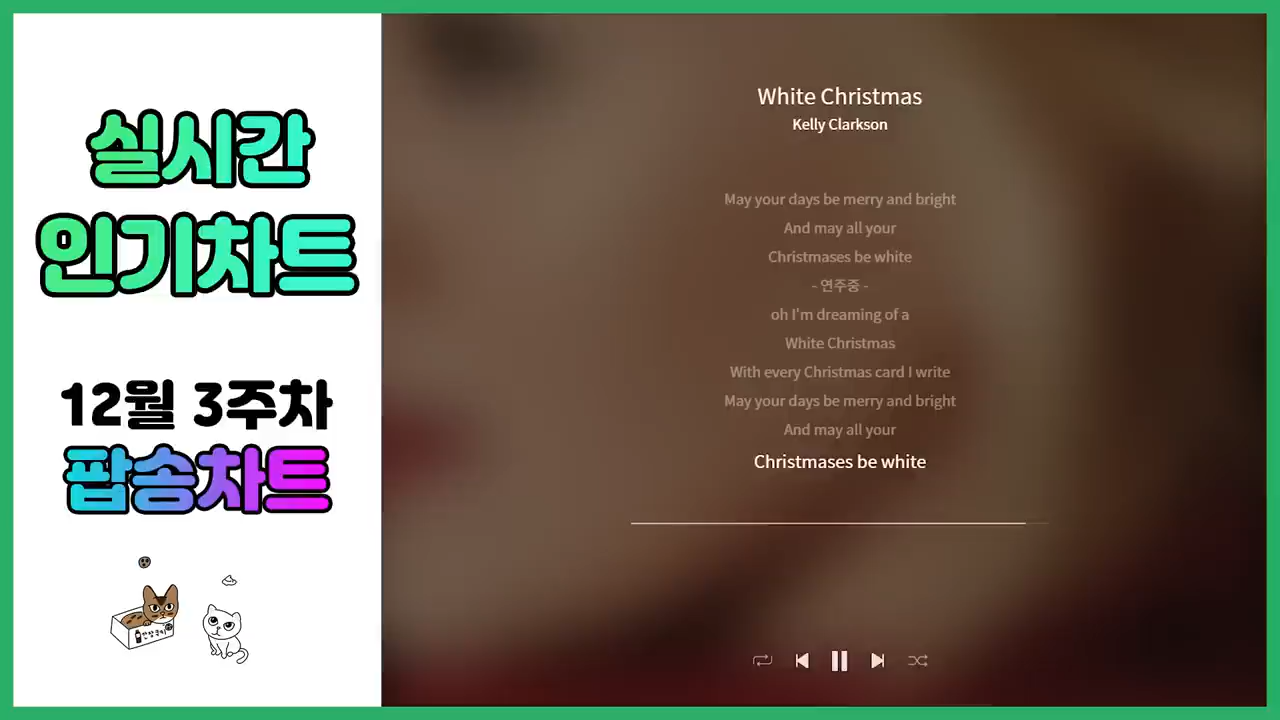 실시간
인기차트
12월 3주차
팝송차트
White Christmas
Kelly Clarkson
May your days be merry and bright
And may all your
Christmases be white
- 연주중 -
oh I'm dreaming of a
White Christmas
With every Christmas card I write
May your days be merry and bright
And may all your
Christmases be white